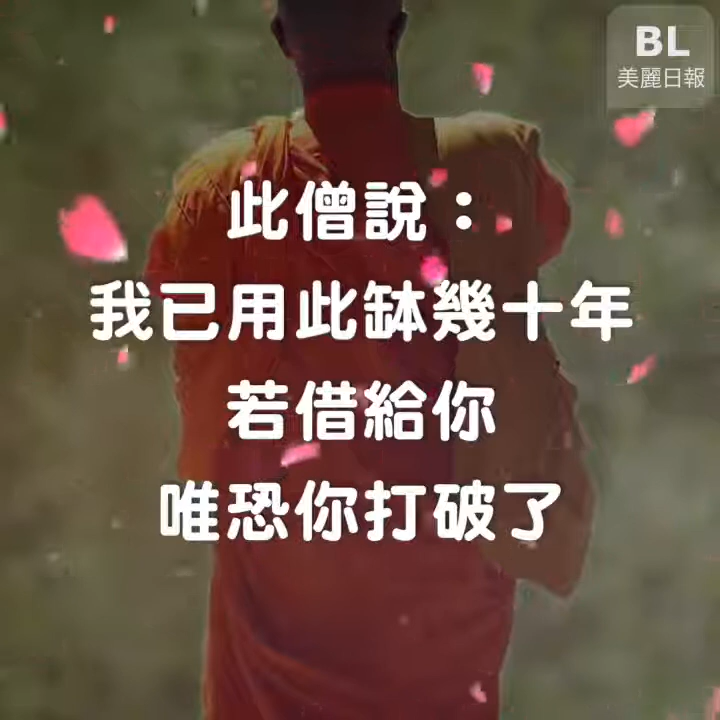 BL
美麗日報
此僧說：
我已用此缽幾十年
若借給你
唯恐你打破了